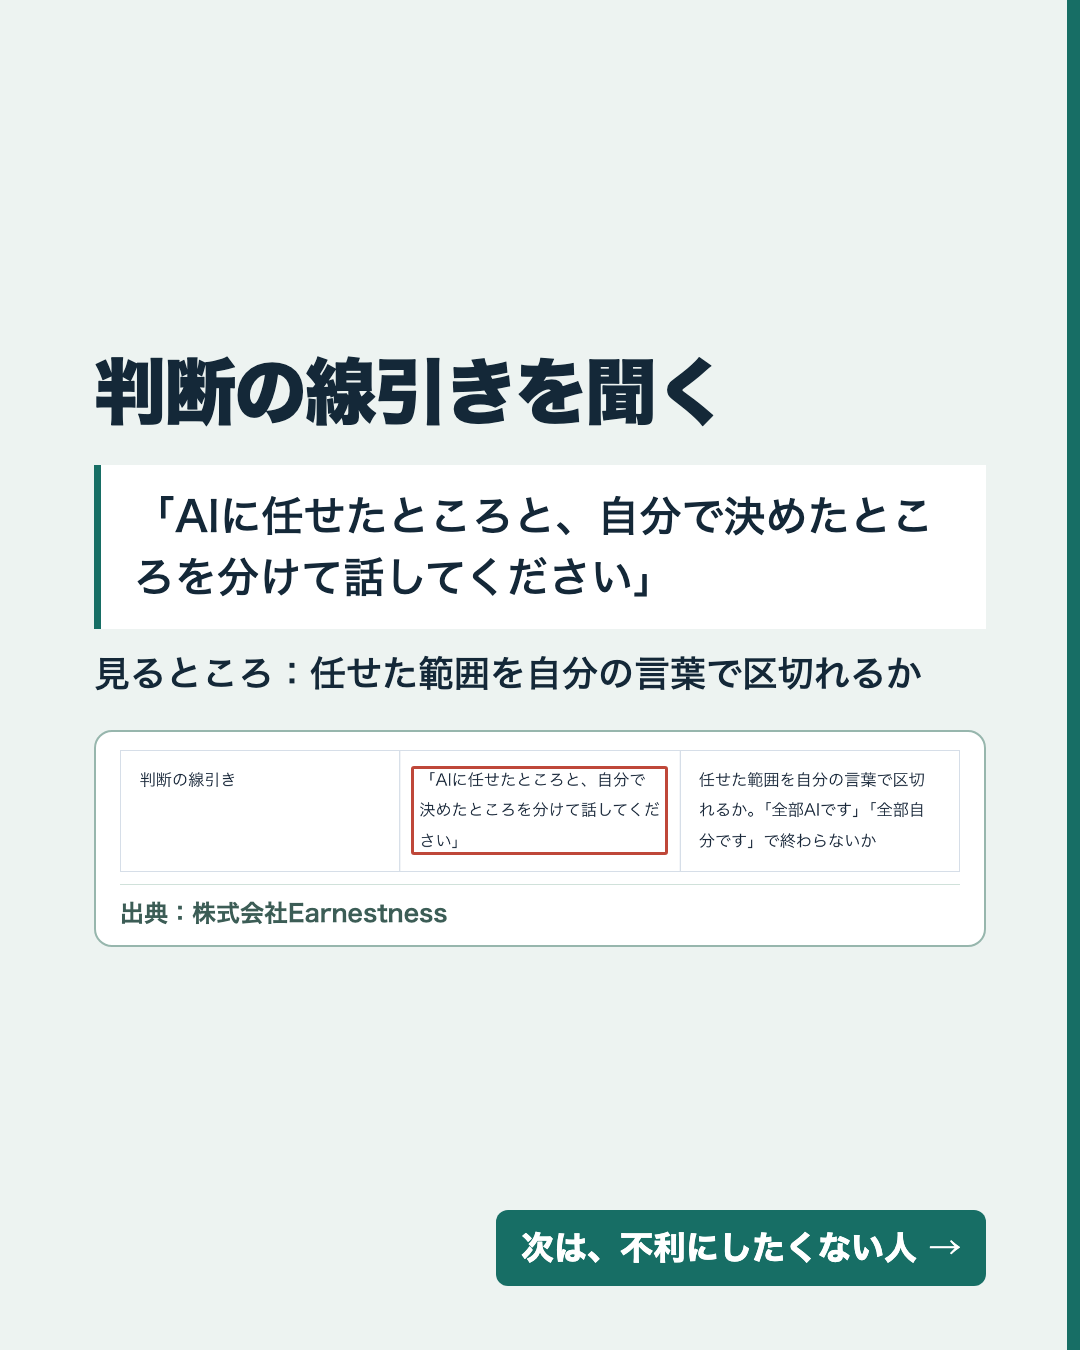 判断の線引きを聞く
「AIに任せたところと、自分で決めたとこ
ろを分けて話してください」
見るところ：任せた範囲を自分の言葉で区切れるか
判断の線引き
「AIに任せたところと、自分で
決めたところを分けて話してくだ
さい」
任せた範囲を自分の言葉で区切
れるか。「全部AIです」「全部自
分です」で終わらないか
出典：株式会社Earnestness
次は、不利にしたくない人 →